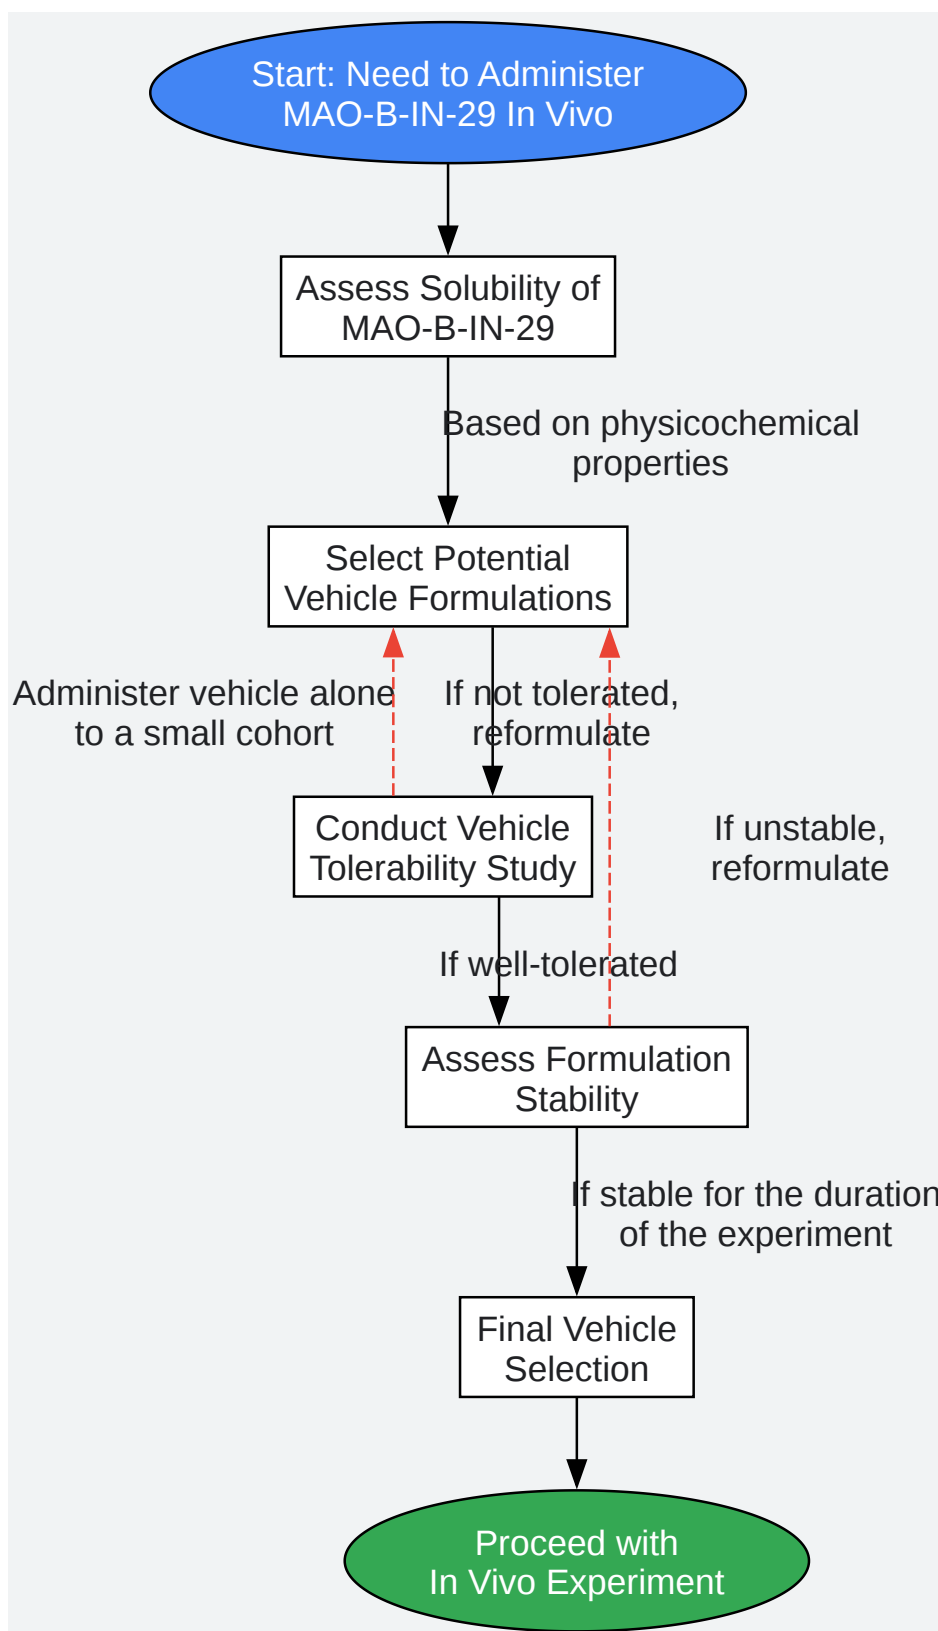 Start: Need to Administer
MAO-B-IN-29 In Vivo
Assess Solubility of
MAO-B-IN-29
Based on physicochemical
properties
Select Potential
Vehicle Formulations
Administer vehicle alone
to a small cohort
If not tolerated,
reformulate
Conduct Vehicle
Tolerability Study
If unstable,
reformulate
If well-tolerated
Assess Formulation
Stability
If stable for the duration
of the experiment
Final Vehicle
Selection
Proceed with
In Vivo Experiment